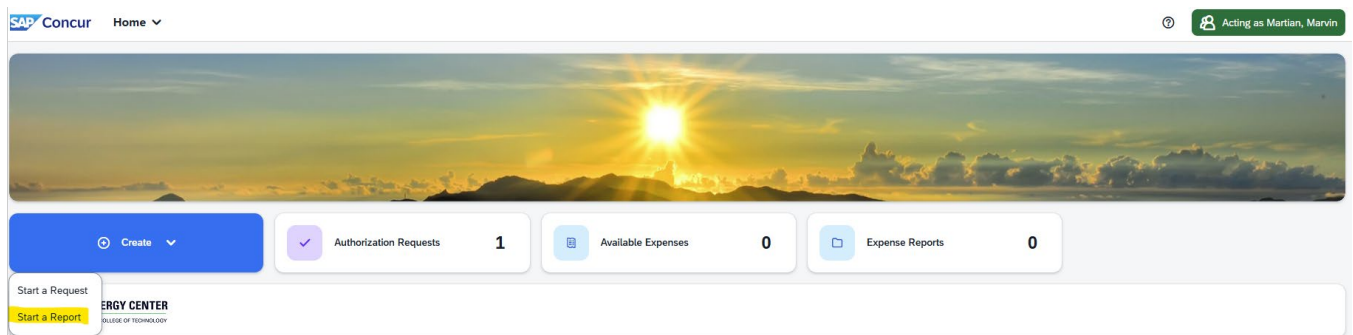 SAP Concur Home
Acting as Martian, Marvin
Create
Authorization Requests 1
Available Expenses 0
Expense Reports 0
Start a Request
Start a Report
ERGY CENTER
COLLEGE OF TECHNOLOGY